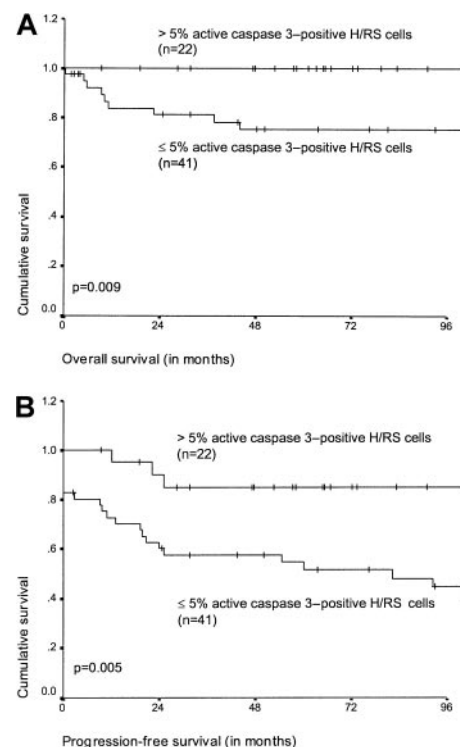 A
1.2
> 5% active caspase 3–positive H/RS cells
(n=22)
1.0
.8
≤ 5% active caspase 3–positive H/RS cells
(n=41)
.6
.4
.2
p=0.009
0.0
Cumulative survival
0 24 48 72 96
Overall survival (in months)
B
1.2
> 5% active caspase 3–positive H/RS cells
(n=22)
1.0
.8
.6
.4
≤ 5% active caspase 3–positive H/RS cells
(n=41)
.2
p=0.005
0.0
Cumulative survival
0 24 48 72 96
Progression-free survival (in months)